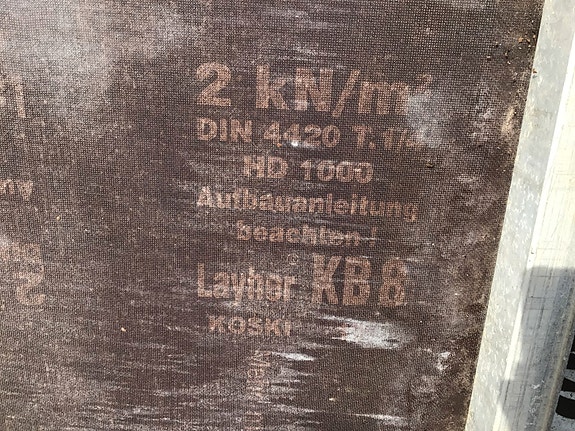 2 kN/m²
DIN 4420 T. 1/4
HD 1000
Aufbauanleitung
beachten!
Layher KB 8
KOSKI